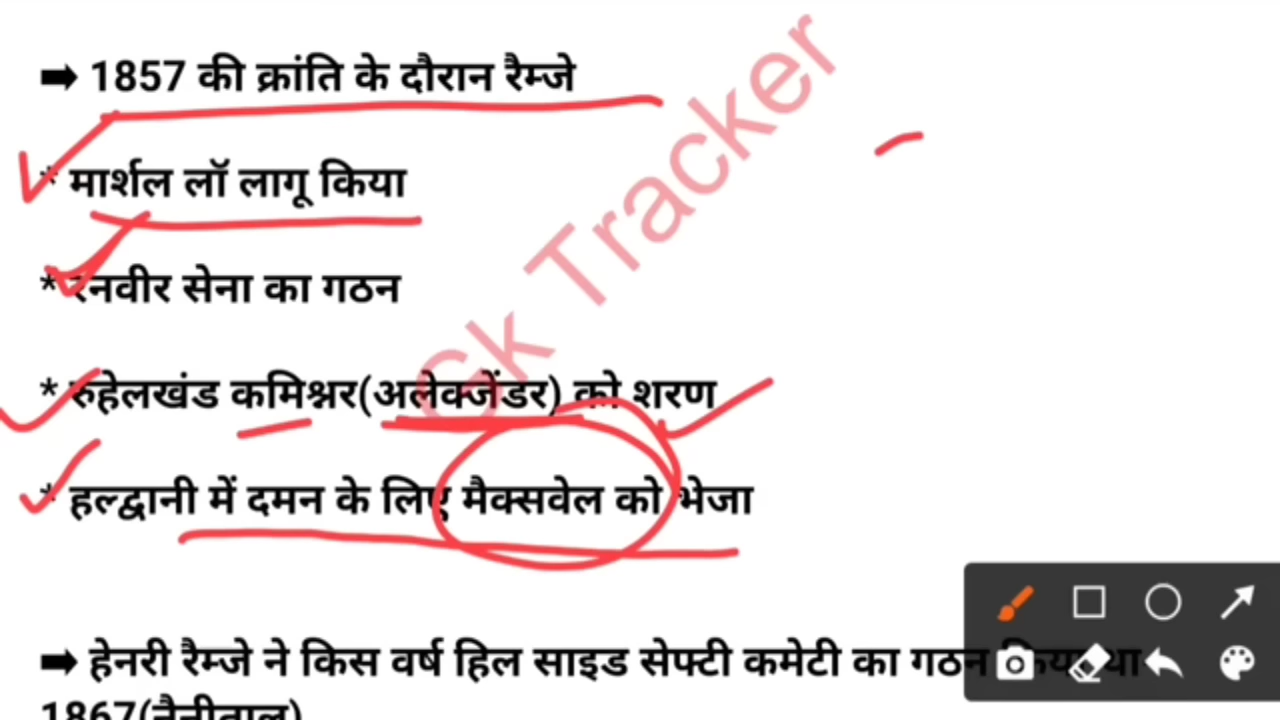 ➡ 1857 की क्रांति के दौरान रैम्जे
* मार्शल लॉ लागू किया
* रनवीर सेना का गठन
* रुहेलखंड कमिश्नर(अलेक्जेंडर) को शरण
* हल्द्वानी में दमन के लिए मैक्सवेल को भेजा
➡ हेनरी रैम्जे ने किस वर्ष हिल साइड सेफ्टी कमेटी का गठन किया था
1867(नैनीताल)
Gk Tracker